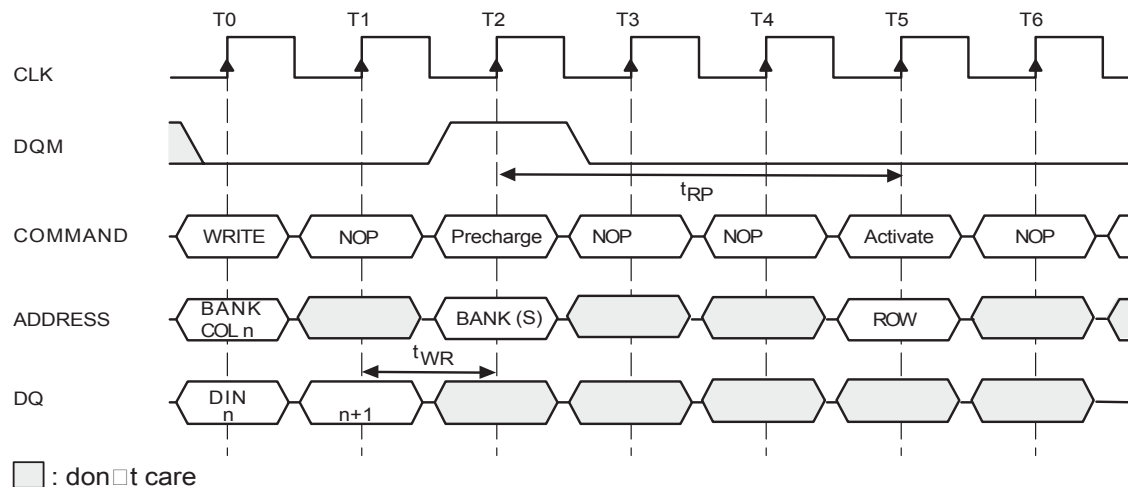 T0 T1 T2 T3 T4 T5 T6
CLK
DQM
tRP
COMMAND WRITE NOP Precharge NOP NOP Activate NOP
ADDRESS BANK COL n BANK (S) ROW
tWR
DQ DIN n n+1
: don□t care